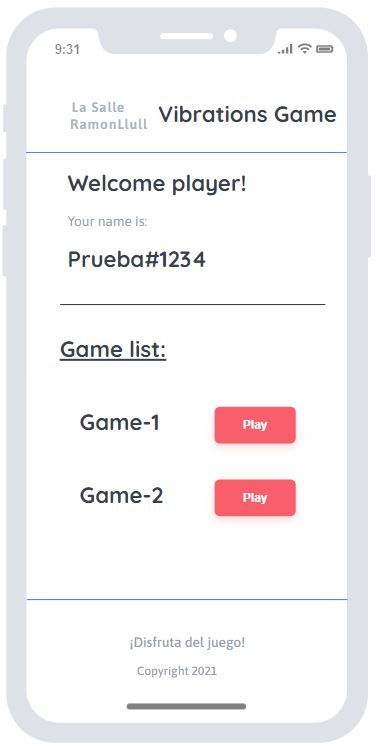 9:31
La Salle
RamonLlull
Vibrations Game
Welcome player!
Your name is:
Prueba#1234
Game list:
Game-1
Play
Game-2
Play
¡Disfruta del juego!
Copyright 2021